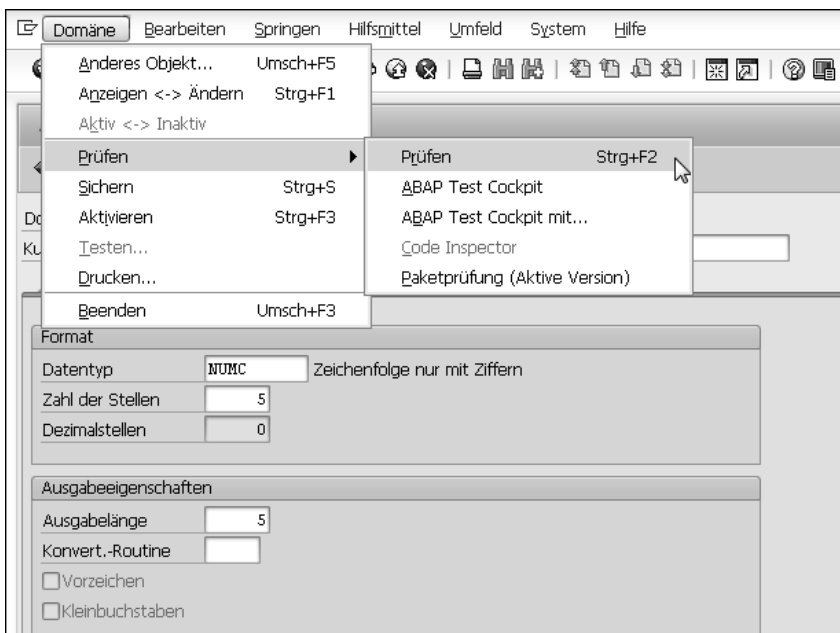 Domäne Bearbeiten Springen Hilfsmittel Umfeld System Hilfe
Anderes Objekt... Umsch+F5
Anzeigen <-> Ändern Strg+F1
Aktiv <-> Inaktiv
Prüfen
Sichern Strg+S
Aktivieren Strg+F3
Testen...
Drucken...
Beenden Umsch+F3
Prüfen Strg+F2
ABAP Test Cockpit
ABAP Test Cockpit mit...
Code Inspector
Paketprüfung (Aktive Version)
Format
Datentyp NUMC Zeichenfolge nur mit Ziffern
Zahl der Stellen 5
Dezimalstellen 0
Ausgabeeigenschaften
Ausgabelänge 5
Konvert.-Routine
Vorzeichen
Kleinbuchstaben